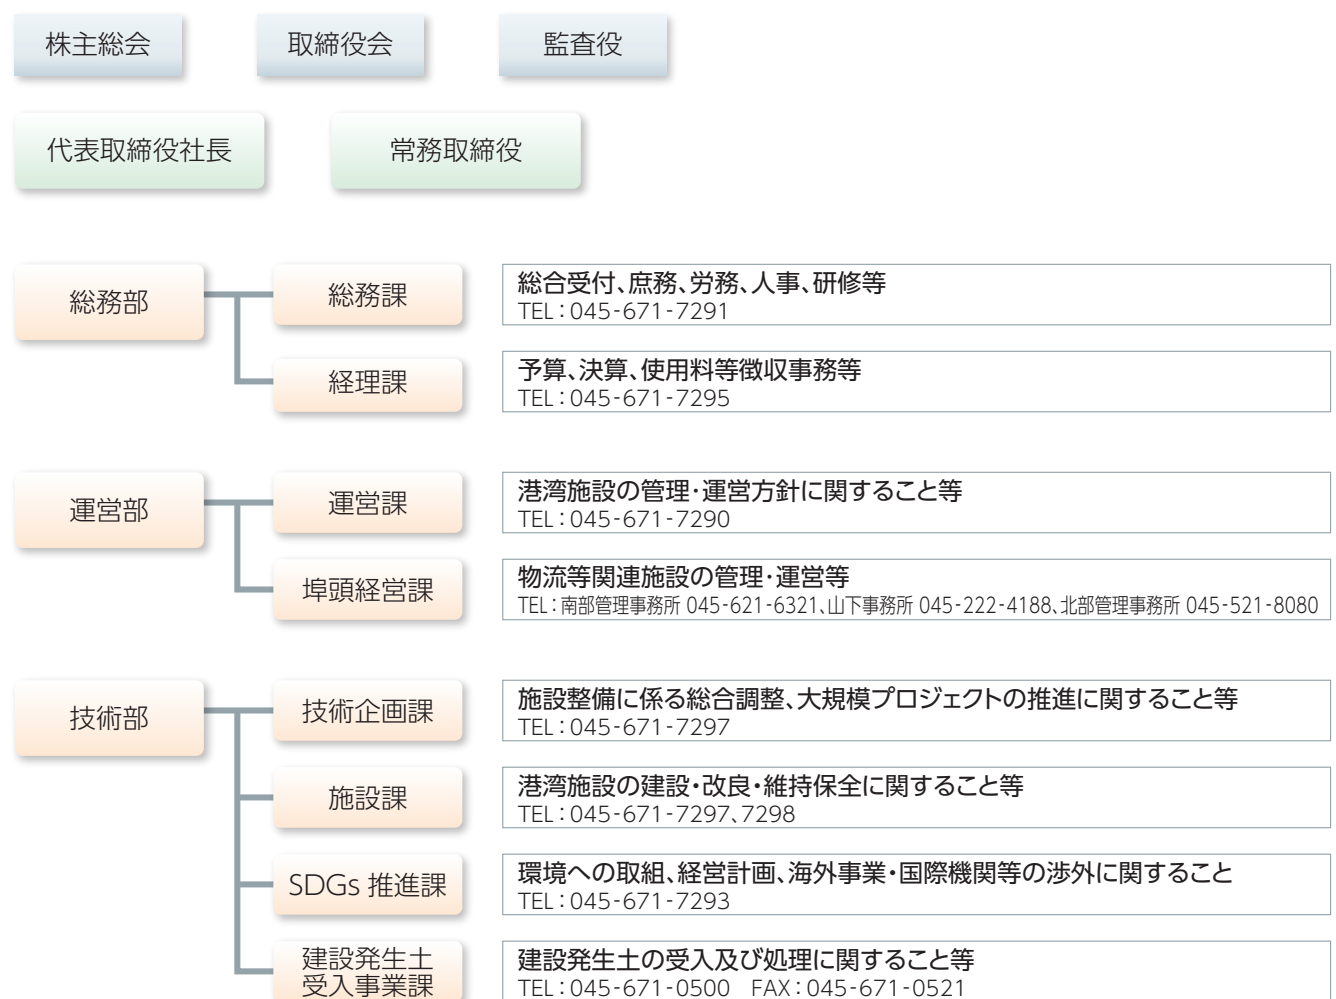 株主総会
取締役会
監査役
代表取締役社長
常務取締役
総務部
総務課
総合受付、庶務、労務、人事、研修等
TEL:045-671-7291
経理課
予算、決算、使用料等徴収事務等
TEL:045-671-7295
運営部
運営課
港湾施設の管理・運営方針に関すること等
TEL:045-671-7290
埠頭経営課
物流等関連施設の管理・運営等
TEL:南部管理事務所 045-621-6321、山下事務所 045-222-4188、北部管理事務所 045-521-8080
技術部
技術企画課
施設整備に係る総合調整、大規模プロジェクトの推進に関すること等
TEL:045-671-7297
施設課
港湾施設の建設・改良・維持保全に関すること等
TEL:045-671-7297、7298
SDGs 推進課
環境への取組、経営計画、海外事業・国際機関等の渉外に関すること
TEL:045-671-7293
建設発生土
受入事業課
建設発生土の受入及び処理に関すること等
TEL:045-671-0500 FAX:045-671-0521